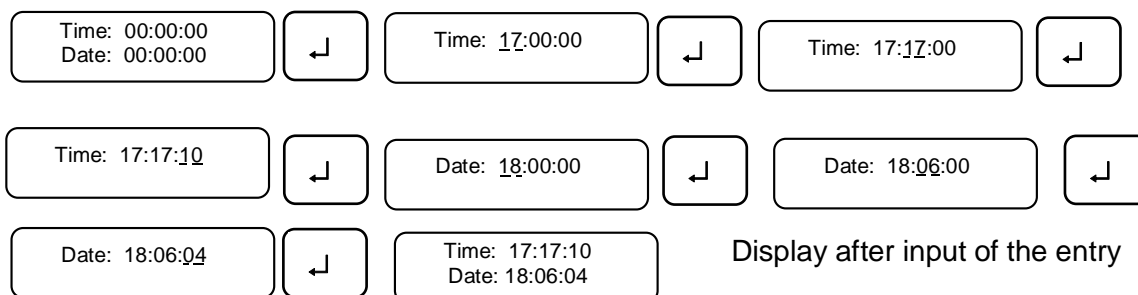 Time: 00:00:00
Date: 00:00:00
Time: 17:00:00
Time: 17:17:00
Time: 17:17:10
Date: 18:00:00
Date: 18:06:00
Date: 18:06:04
Time: 17:17:10
Date: 18:06:04
Display after input of the entry